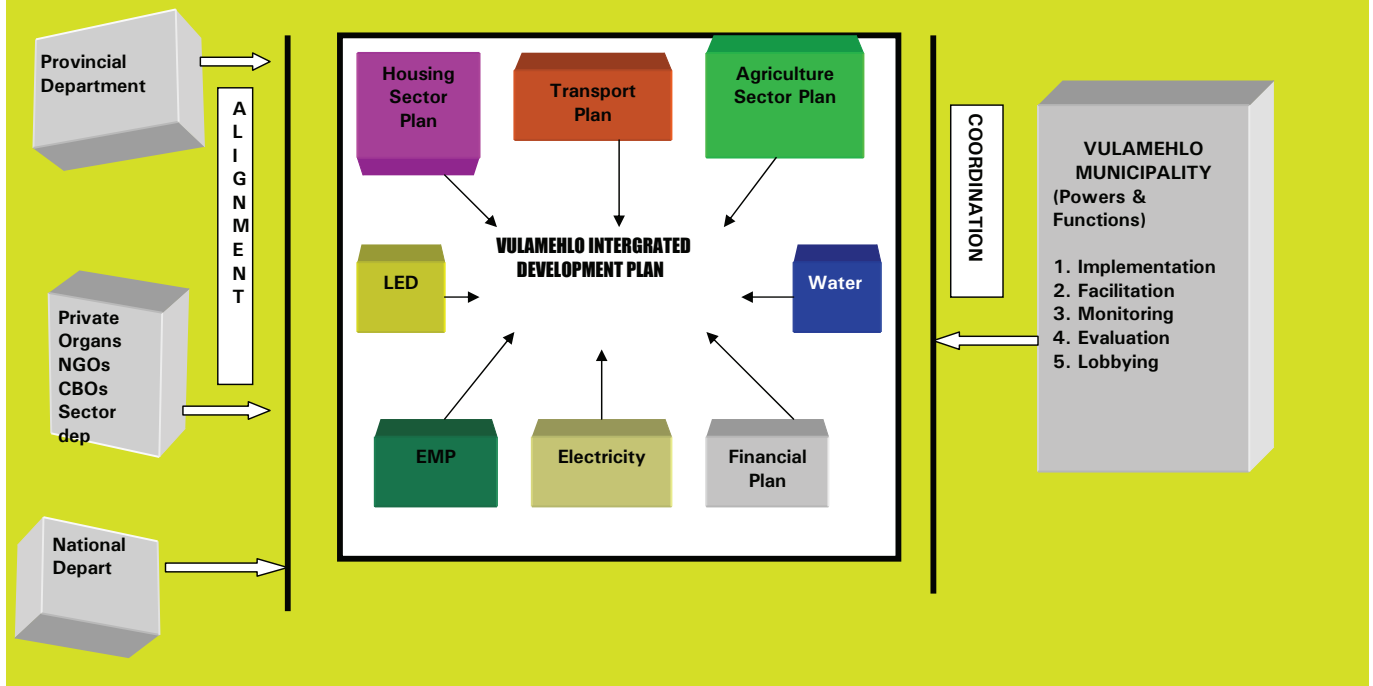 Provincial
Department
ALIGNMENT
Private
Organs
NGOs
CBOs
Sector
dep
National
Depart
Housing
Sector
Plan
Transport
Plan
Agriculture
Sector Plan
VULAMEHLO INTERGRATED
DEVELOPMENT PLAN
LED
Water
EMP
Electricity
Financial
Plan
COORDINATION
VULAMEHLO
MUNICIPALITY
(Powers &
Functions)
1. Implementation
2. Facilitation
3. Monitoring
4. Evaluation
5. Lobbying